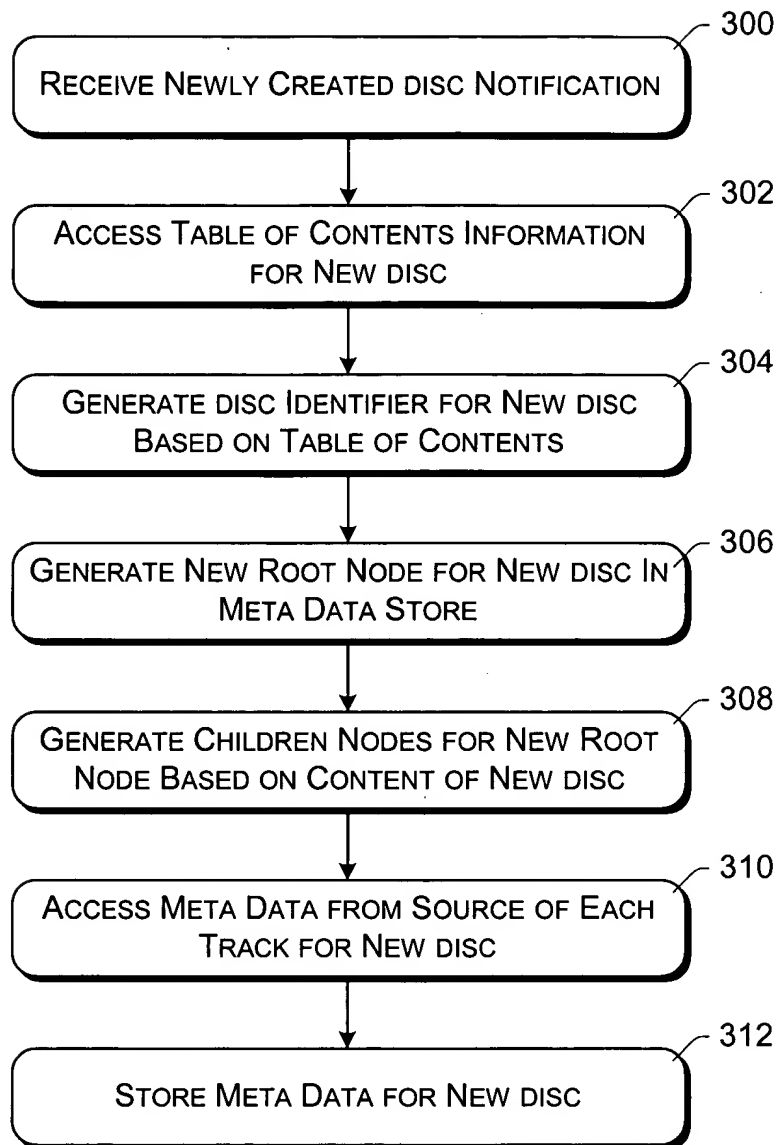 300
RECEIVE NEWLY CREATED DISC NOTIFICATION
302
ACCESS TABLE OF CONTENTS INFORMATION
FOR NEW DISC
304
GENERATE DISC IDENTIFIER FOR NEW DISC
BASED ON TABLE OF CONTENTS
306
GENERATE NEW ROOT NODE FOR NEW DISC IN
META DATA STORE
308
GENERATE CHILDREN NODES FOR NEW ROOT
NODE BASED ON CONTENT OF NEW DISC
310
ACCESS META DATA FROM SOURCE OF EACH
TRACK FOR NEW DISC
312
STORE META DATA FOR NEW DISC